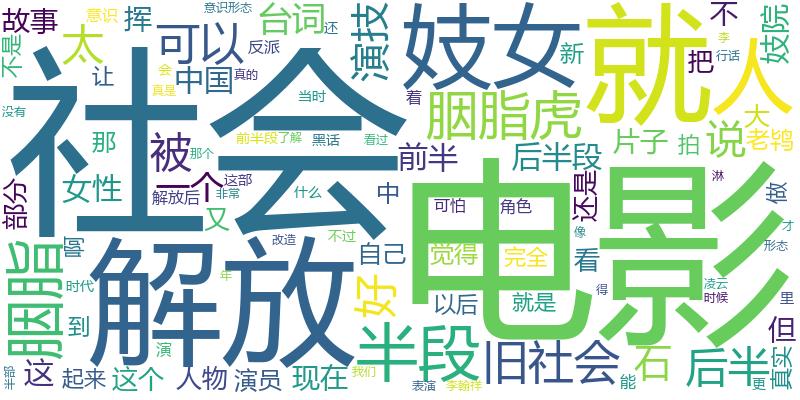 故事
挥
可以
意识形态
意识
反派
还
台词
演技
妓女
就
不
李
妓院
不是
太
让
中国
真的
会
真是
新
把
行话
人
没有
社会
当时
着
胭脂虎
大
老鸨
那
被
前半段
了解
黑话
看过
那个
前半
后半段
片子
拍
说
部分
女性
一个
解放后
这部
非常
什么
中
还是
淋
做
又
可怕
角色
电影
才
胭脂
啊
解放
改造
不过
自己
觉得
完全
像
看
形态
时代
到
年
好
以后
就是
得
凌云
时候
里
但
半龄
这
起来
这个
演
人物
演员
现在
我们
半段
表演
李翰祥
旧社会
能
石
后半
更
真实